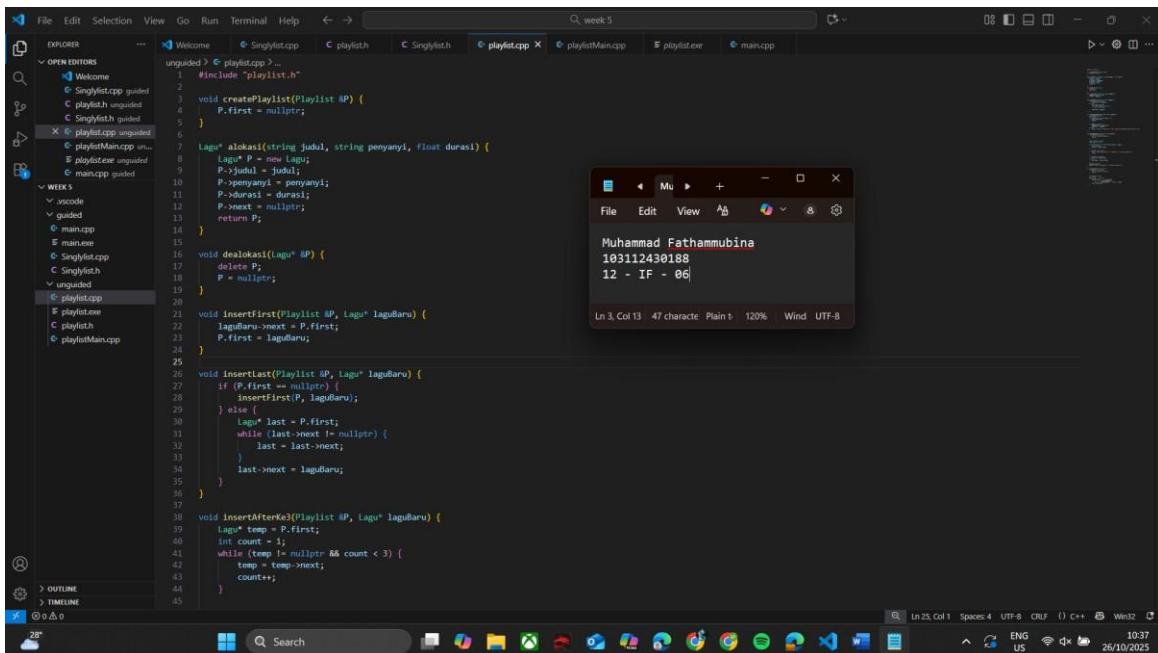 File Edit Selection View Go Run Terminal Help
week 5
EXPLORER
Welcome
Singlylist.cpp
playlist.h
Singlylist.h
playlist.cpp
playlistMain.cpp
playlist.exe
main.cpp
OPEN EDITORS
Welcome
Singlylist.cpp guided
playlist.h unguided
Singlylist.h guided
playlist.cpp unguided
playlistMain.cpp un...
playlist.exe unguided
main.cpp guided
WEEK 5
.vscode
guided
main.cpp
main.exe
Singlylist.cpp
Singlylist.h
unguided
playlist.cpp
playlist.exe
playlist.h
playlistMain.cpp
OUTLINE
TIMELINE
unguided > playlist.cpp > ...
1 #include "playlist.h"
2
3 void createPlaylist(Playlist &P) {
4 P.first = nullptr;
5 }
6
7 Lagu* alokasi(string judul, string penyanyi, float durasi) {
8 Lagu* P = new Lagu;
9 P->judul = judul;
10 P->penyanyi = penyanyi;
11 P->durasi = durasi;
12 P->next = nullptr;
13 return P;
14 }
15
16 void dealokasi(Lagu* &P) {
17 delete P;
18 P = nullptr;
19 }
20
21 void insertFirst(Playlist &P, Lagu* laguBaru) {
22 laguBaru->next = P.first;
23 P.first = laguBaru;
24 }
25
26 void insertLast(Playlist &P, Lagu* laguBaru) {
27 if (P.first == nullptr) {
28 insertFirst(P, laguBaru);
29 } else {
30 Lagu* last = P.first;
31 while (last->next != nullptr) {
32 last = last->next;
33 }
34 last->next = laguBaru;
35 }
36 }
37
38 void insertAfterKe3(Playlist &P, Lagu* laguBaru) {
39 Lagu* temp = P.first;
40 int count = 1;
41 while (temp != nullptr && count < 3) {
42 temp = temp->next;
43 count++;
44 }
45
Mu
File Edit View
Muhammad Fathammubina
103112430188
12 - IF - 06
Ln 3, Col 13 47 characte Plain t 120% Wind UTF-8
0 0
Ln 25, Col 1 Spaces: 4 UTF-8 CRLF {} C++ Win32
28°
Search
ENG
US
10:37
26/10/2025